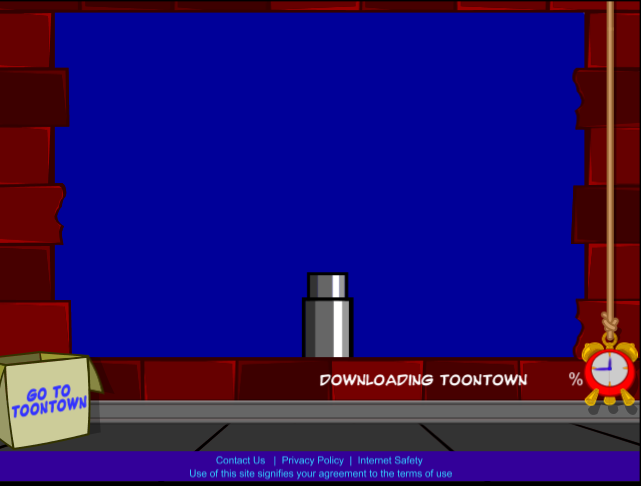 DOWNLOADING TOONTOWN %
GO TO
TOONTOWN
Contact Us | Privacy Policy | Internet Safety
Use of this site signifies your agreement to the terms of use